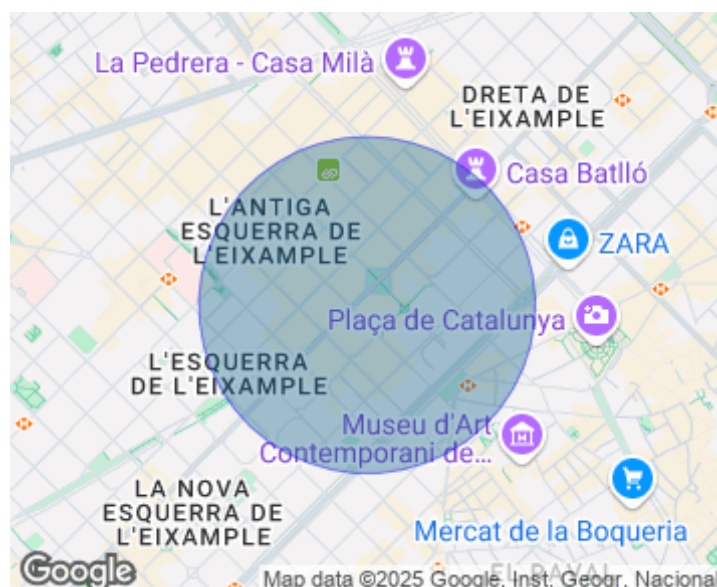 La Pedrera - Casa Milà
DRETA DE
L'EIXAMPLE
Casa Batlló
L'ANTIGA
ESQUERRA DE
L'EIXAMPLE
ZARA
Plaça de Catalunya
L'ESQUERRA
DE L'EIXAMPLE
Museu d'Art
Contemporani de...
LA NOVA
ESQUERRA DE
L'EIXAMPLE
Mercat de la Boqueria
EL RAVAL
Google
Map data ©2025 Google, Inst. Geogr. Nacional